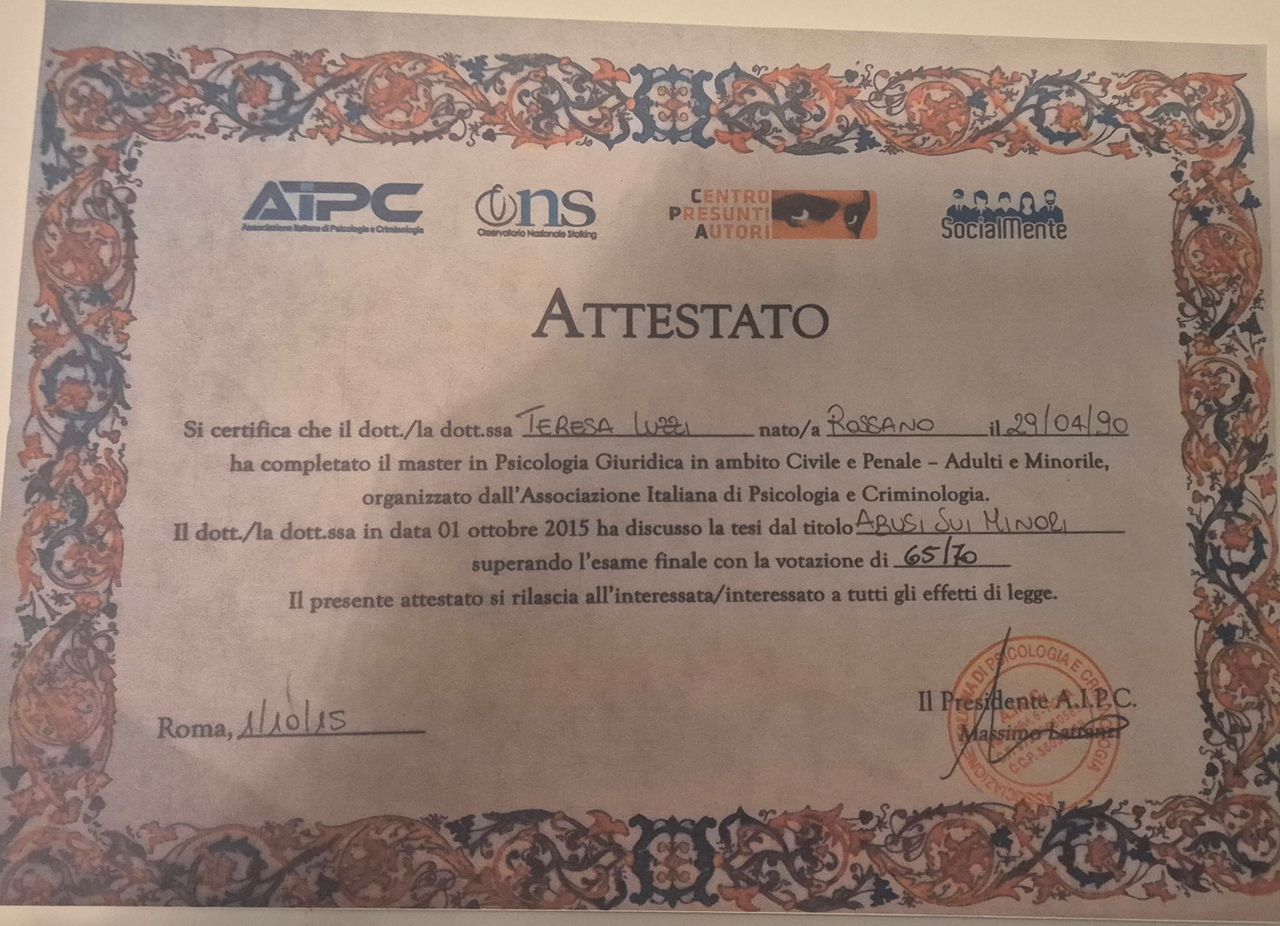 AiPC
Associazione Italiana di Psicologia e Criminologia
ons
Osservatorio Nazionale Stalking
CENTRO
PRESUNTI
AUTORI
SocialMente
ATTESTATO
Si certifica che il dott./la dott.ssa TERESA LUZZI nato/a ROSSANO il 29/04/90
ha completato il master in Psicologia Giuridica in ambito Civile e Penale – Adulti e Minorile,
organizzato dall'Associazione Italiana di Psicologia e Criminologia.
Il dott./la dott.ssa in data 01 ottobre 2015 ha discusso la tesi dal titolo ABUSI SUI MINORI
superando l'esame finale con la votazione di 65/70
Il presente attestato si rilascia all'interessata/interessato a tutti gli effetti di legge.
Roma, 1/10/15
Il Presidente A.I.P.C.
Massimo Lattanzi
ASSOCIAZIONE ITALIANA DI PSICOLOGIA E CRIMINOLOGIA
A.I.P.C.